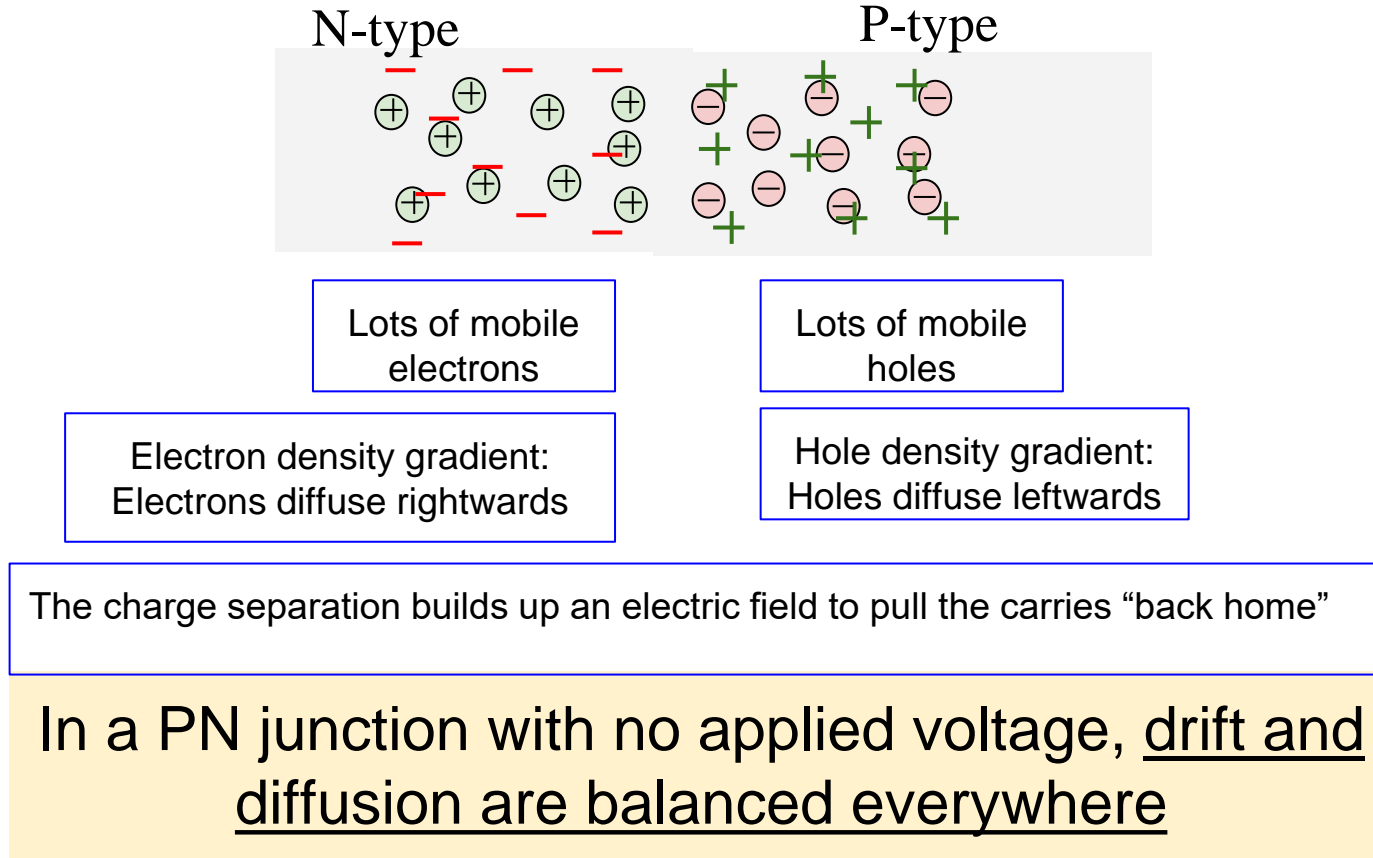 N-type
P-type
Lots of mobile
electrons
Lots of mobile
holes
Electron density gradient:
Electrons diffuse rightwards
Hole density gradient:
Holes diffuse leftwards
The charge separation builds up an electric field to pull the carries “back home”
In a PN junction with no applied voltage, drift and
diffusion are balanced everywhere